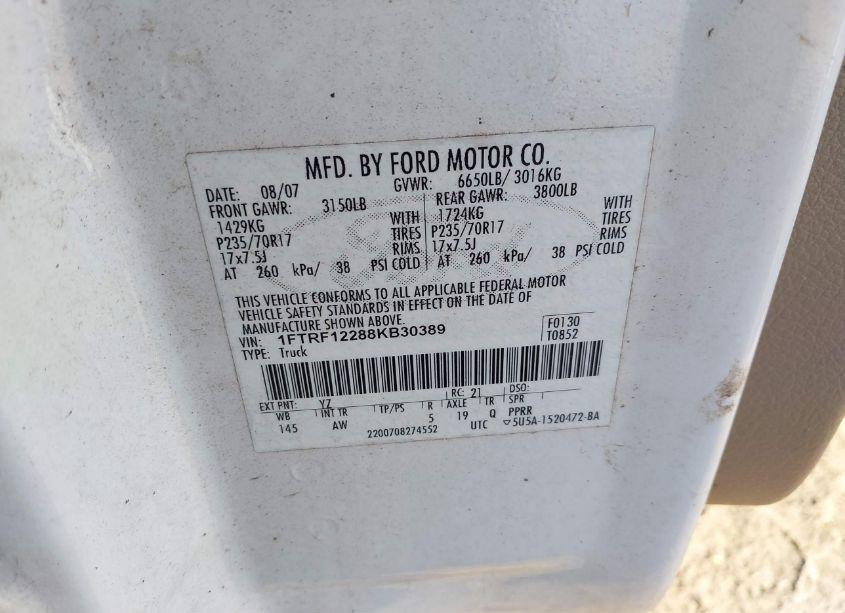 MFD. BY FORD MOTOR CO.
DATE: 08/07 GVWR: 6650LB/ 3016KG
FRONT GAWR: 3150LB REAR GAWR: 3800LB
1429KG WITH 1724KG WITH
P235/70R17 TIRES P235/70R17 TIRES
17x7.5J RIMS 17x7.5J RIMS
AT 260 kPa/ 38 PSI COLD AT 260 kPa/ 38 PSI COLD
THIS VEHICLE CONFORMS TO ALL APPLICABLE FEDERAL MOTOR
VEHICLE SAFETY STANDARDS IN EFFECT ON THE DATE OF
MANUFACTURE SHOWN ABOVE.
VIN: 1FTRF12288KB30389 F0130
TYPE: Truck T0852
EXT PNT: YZ RC: 21 DSO:
WB INT TR TP/PS R AXLE TR SPR
145 AW 5 19 Q PPRR
2200708274552 UTC ▽5U5A-1520472-BA